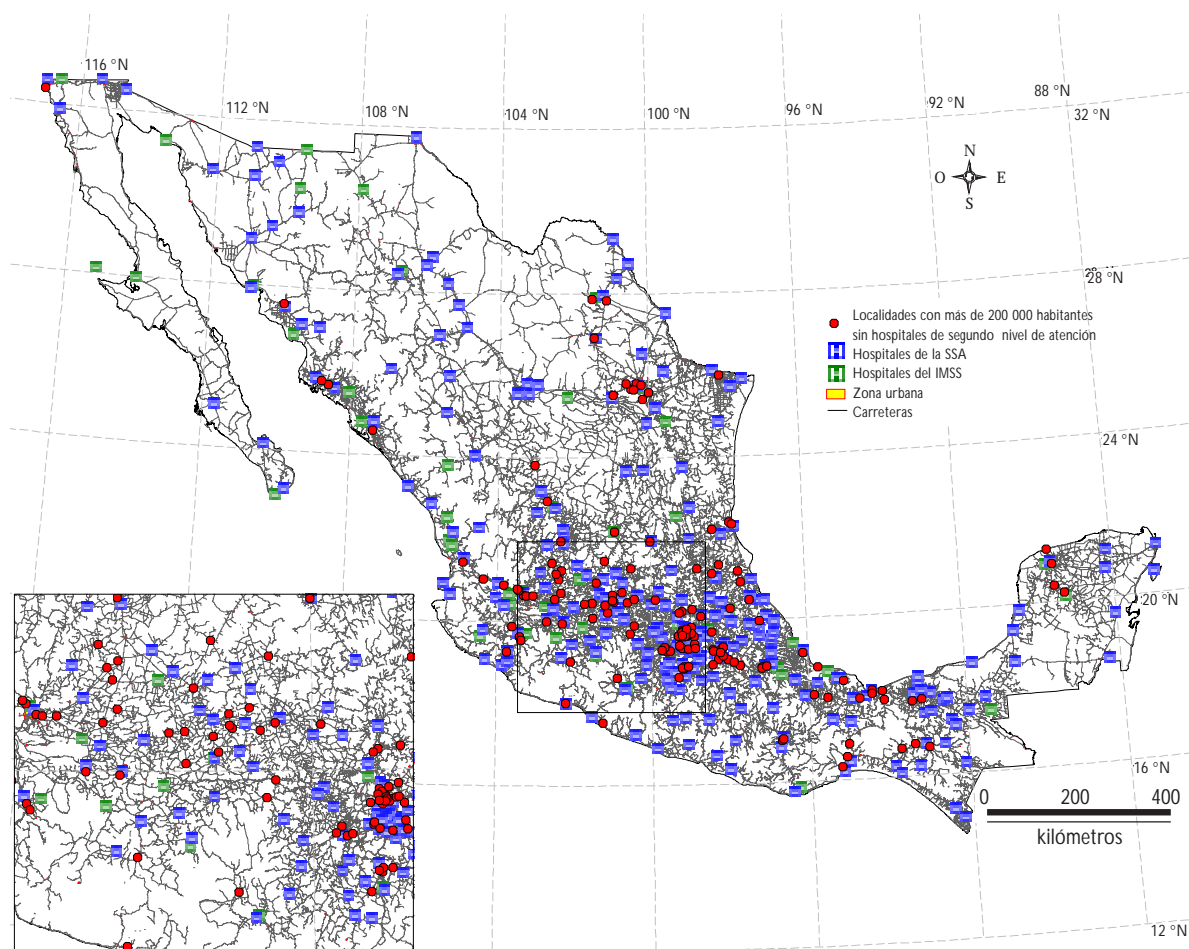 116 °N
112 °N
108 °N
104 °N
100 °N
96 °N
92 °N
88 °N
32 °N
N
O
E
S
28 °N
Localidades con más de 200 000 habitantes
sin hospitales de segundo nivel de atención
Hospitales de la SSA
Hospitales del IMSS
Zona urbana
Carreteras
24 °N
20 °N
16 °N
0 200 400
kilómetros
12 °N